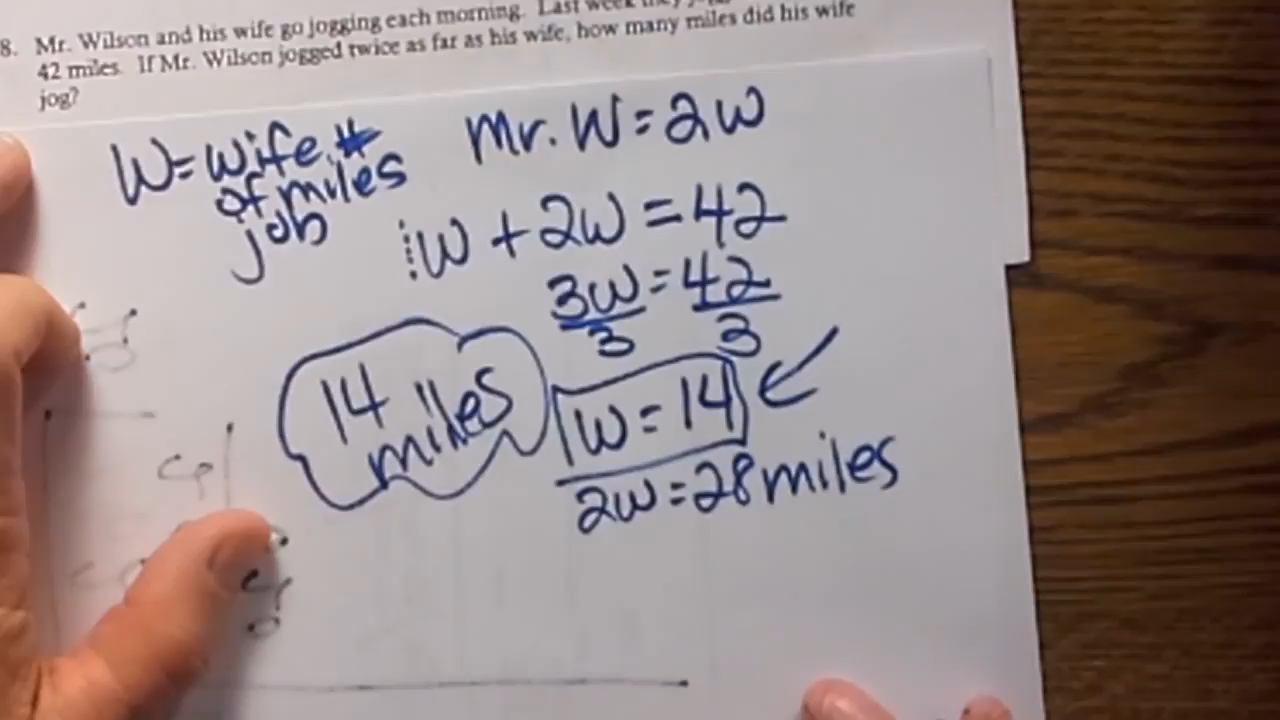 8. Mr. Wilson and his wife go jogging each morning. Last week they
42 miles. If Mr. Wilson jogged twice as far as his wife, how many miles did his wife
jog?
W = wife # Mr. W = 2w
of miles
job
w + 2w = 42
3w = 42
3 3
1w = 14
14
miles
2w = 28 miles